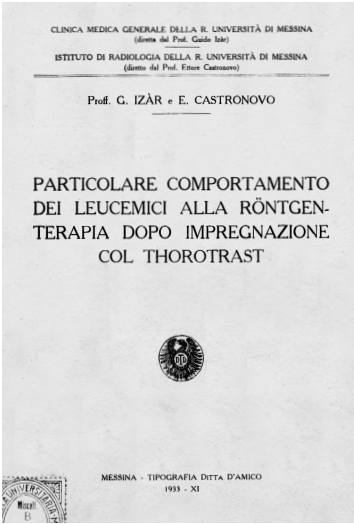 CLINICA MEDICA GENERALE DELLA R. UNIVERSITÀ DI MESSINA
(diretta dal Prof. Guido Izàr)
ISTITUTO DI RADIOLOGIA DELLA R. UNIVERSITÀ DI MESSINA
(diretto dal Prof. Ettore Castronovo)
Proff. G. IZÀR e E. CASTRONOVO
PARTICOLARE COMPORTAMENTO
DEI LEUCEMICI ALLA RÖNTGEN-
TERAPIA DOPO IMPREGNAZIONE
COL THOROTRAST
MESSINA - TIPOGRAFIA DITTA D'AMICO
1933 - XI
UNIVERSITARIA
Miscell
B